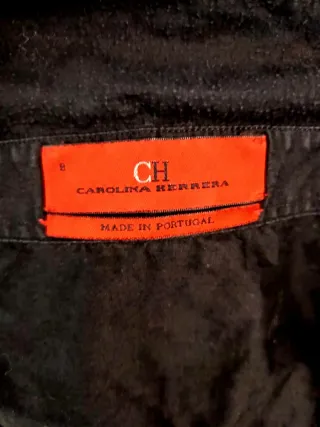 8
CH
CAROLINA HERRERA
MADE IN PORTUGAL